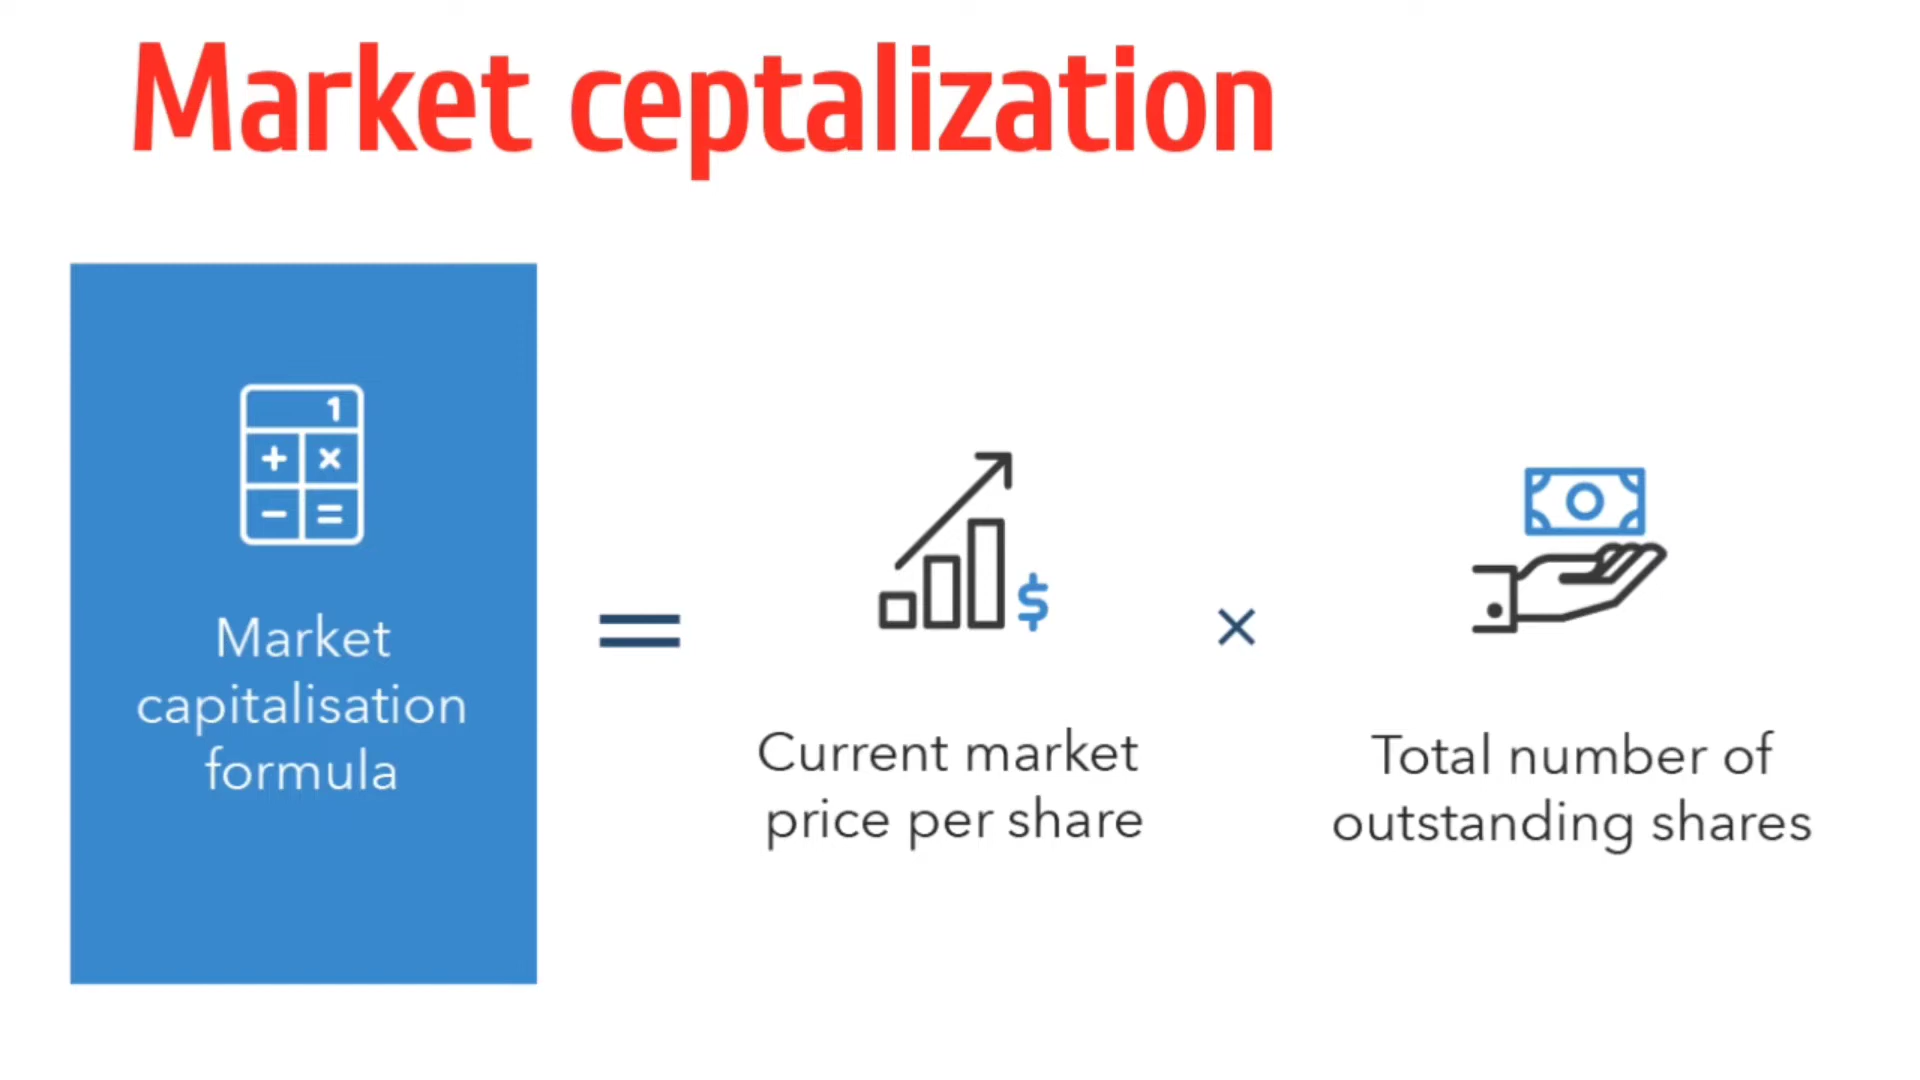 Market ceptalization
1
+ ×
− =
Market
capitalisation
formula
=
$
×
Current market
price per share
Total number of
outstanding shares